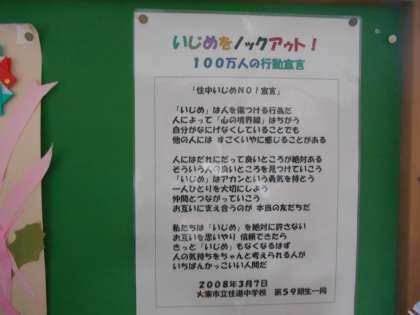 いじめをノックアウト！
１００万人の行動宣言
「住中いじめＮＯ！宣言」
「いじめ」は人を傷つける行為だ
人によって「心の境界線」はちがう
自分がなにげなくしていることでも
他の人には すごくいやに感じることがある
人にはだれにだって良いところが絶対ある
そういう人の良いところを見つけていこう
「いじめ」はアカンという勇気を持とう
一人ひとりを大切にしよう
仲間とつながっていこう
お互いに支え合うのが 本当の友だちだ
私たちは「いじめ」を絶対に許さない
お互いを思いやり 信頼できたら
きっと「いじめ」もなくなるはず
人の気持ちをちゃんと考えられる人が
いちばんかっこいい人間だ
２００８年３月７日
大東市立住道中学校　第５９期生一同